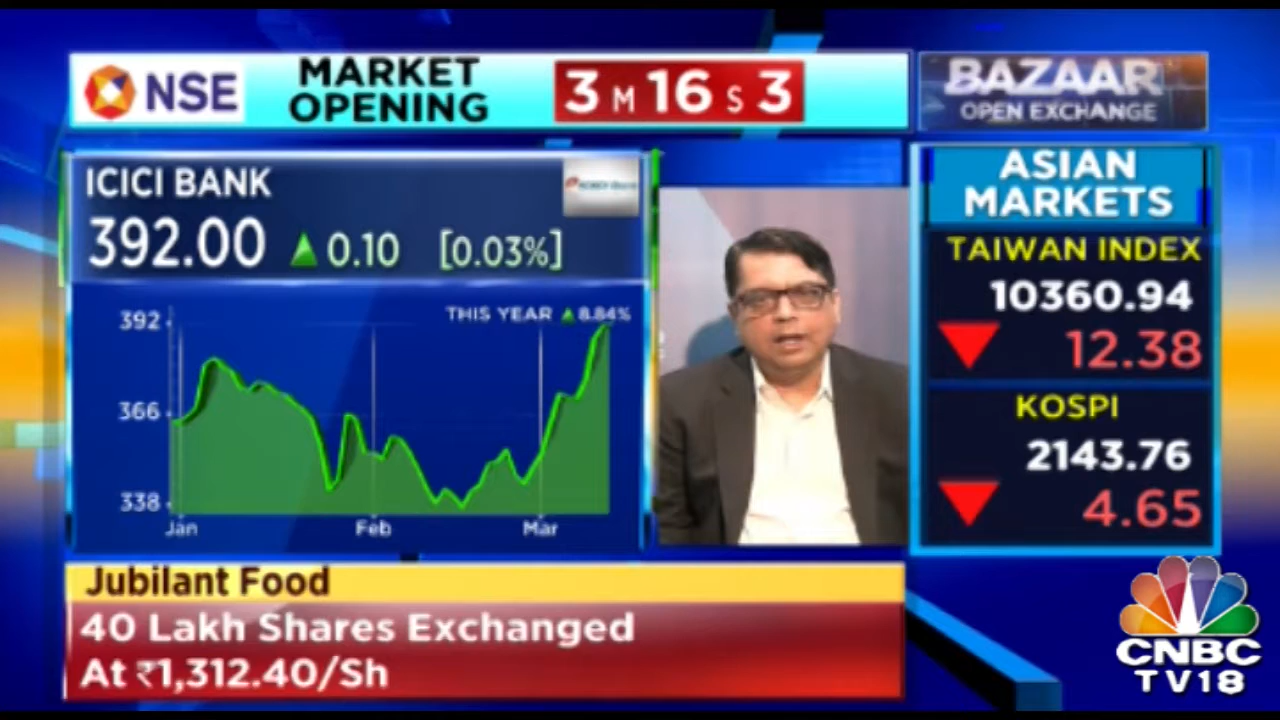 NSE
MARKET
OPENING
3 M 16 S 3
BAZAAR
OPEN EXCHANGE
ICICI BANK
ICICI Bank
392.00 ▲ 0.10 [0.03%]
THIS YEAR ▲ 8.84%
392
366
338
Jan Feb Mar
ASIAN
MARKETS
TAIWAN INDEX
10360.94
12.38
KOSPI
2143.76
4.65
Jubilant Food
40 Lakh Shares Exchanged
At ₹1,312.40/Sh
CNBC
TV18